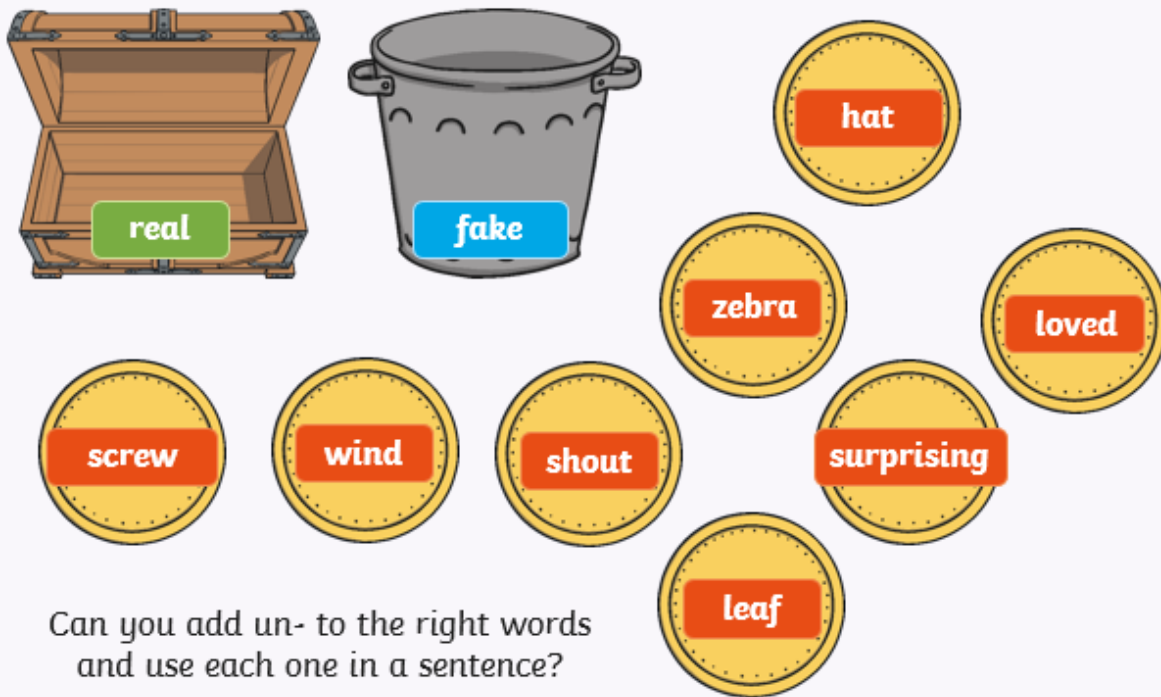 real
fake
hat
zebra
loved
screw
wind
shout
surprising
leaf
Can you add un- to the right words
and use each one in a sentence?